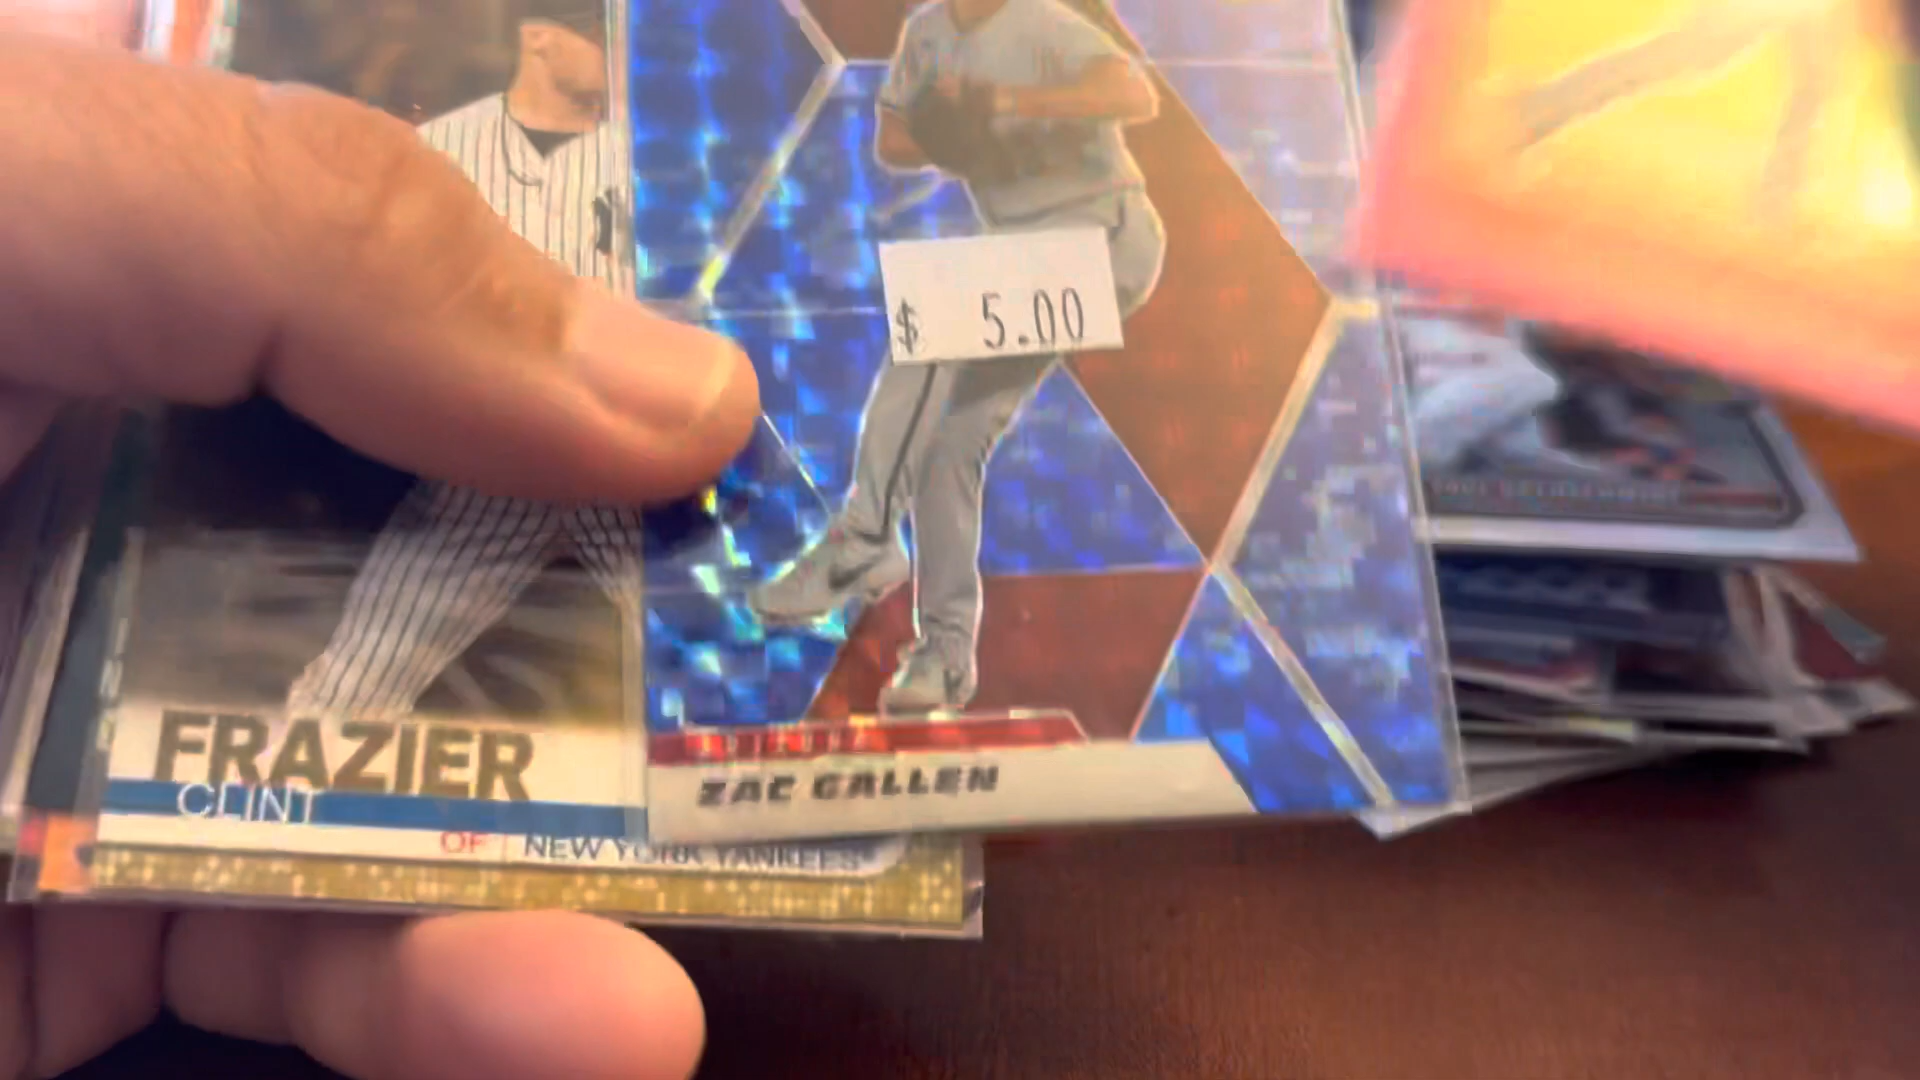 $ 5.00
ZAC GALLEN
FRAZIER
CLINT
OF NEW YORK YANKEES